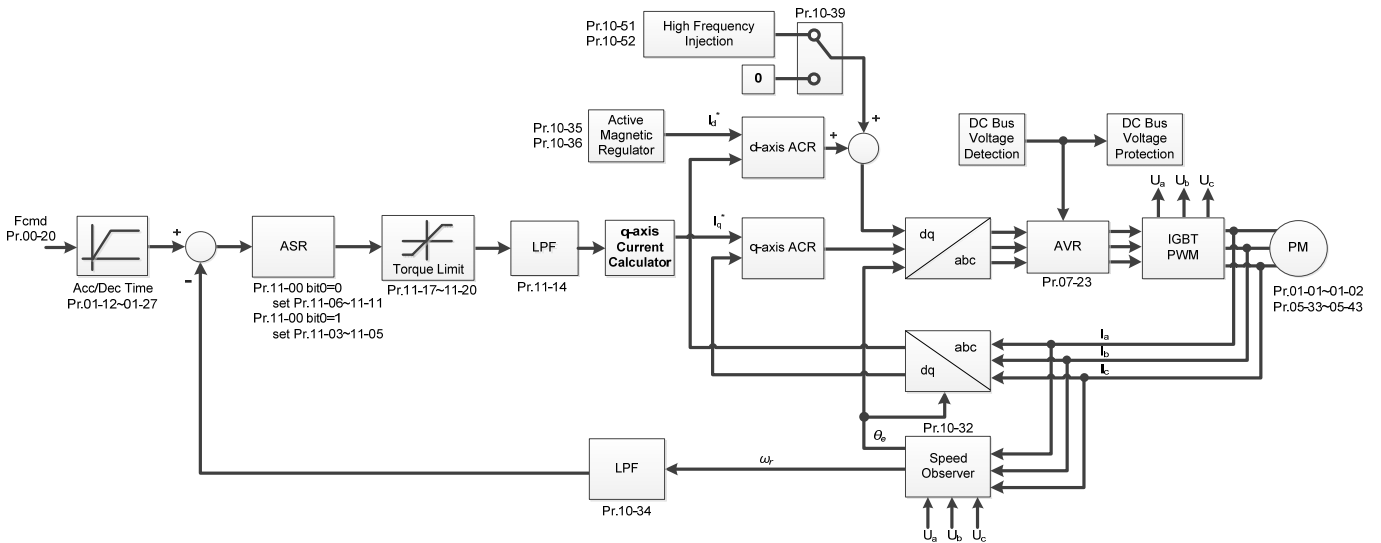 Pr.10-39
Pr.10-51
Pr.10-52
High Frequency
Injection
0
+
Pr.10-35
Pr.10-36
Active
Magnetic
Regulator
Id*
d-axis ACR
+
DC Bus
Voltage
Detection
DC Bus
Voltage
Protection
Ua Ub Uc
Fcmd
Pr.00-20
Acc/Dec Time
Pr.01-12~01-27
+
-
ASR
Pr.11-00 bit0=0
set Pr.11-06~11-11
Pr.11-00 bit0=1
set Pr.11-03~11-05
Torque Limit
Pr.11-17~11-20
LPF
Pr.11-14
q-axis
Current
Calculator
Iq*
q-axis ACR
dq
abc
AVR
Pr.07-23
IGBT
PWM
PM
Pr.01-01~01-02
Pr.05-33~05-43
abc
dq
Ia
Ib
Ic
Pr.10-32
θe
Speed
Observer
ωr
LPF
Pr.10-34
Ua Ub Uc